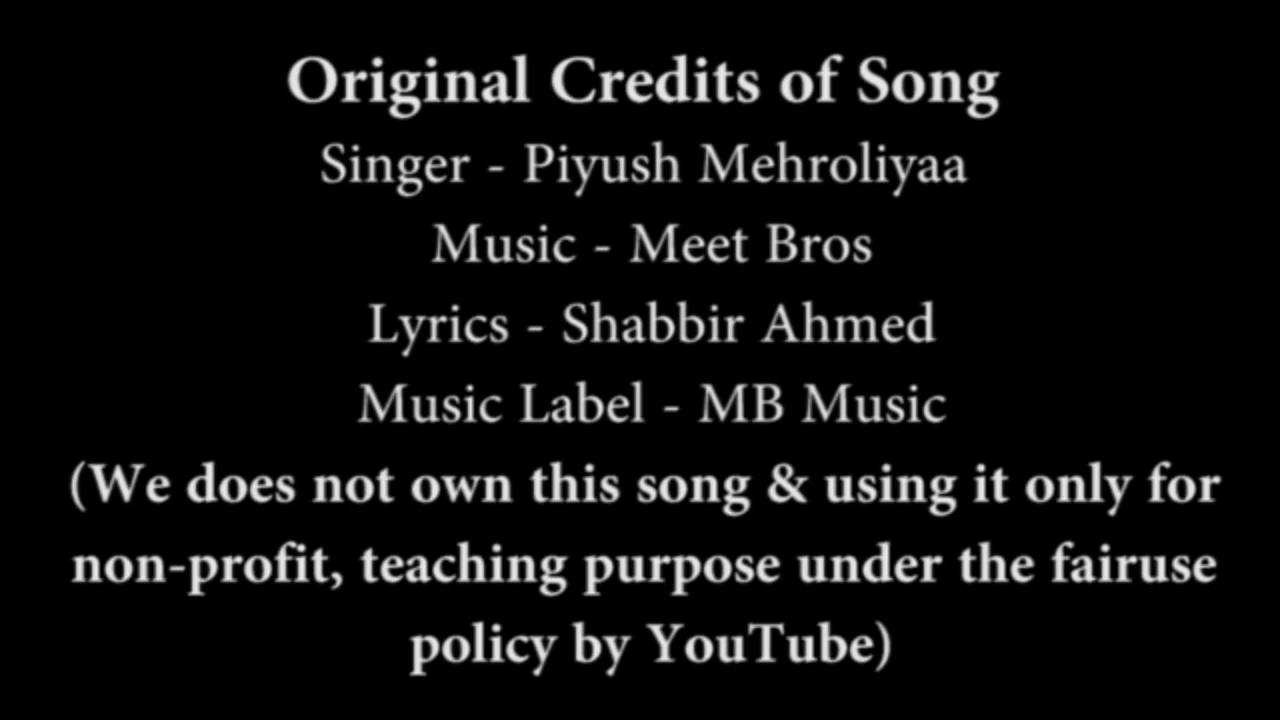 Original Credits of Song
Singer - Piyush Mehroliyaa
Music - Meet Bros
Lyrics - Shabbir Ahmed
Music Label - MB Music
(We does not own this song & using it only for
non-profit, teaching purpose under the fairuse
policy by YouTube)